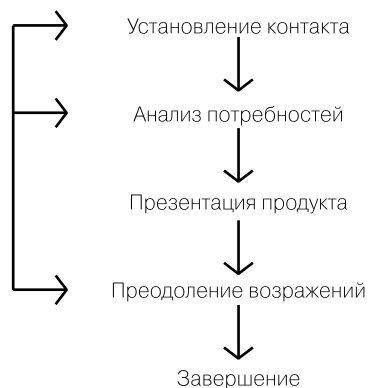 Установление контакта
Анализ потребностей
Презентация продукта
Преодоление возражений
Завершение